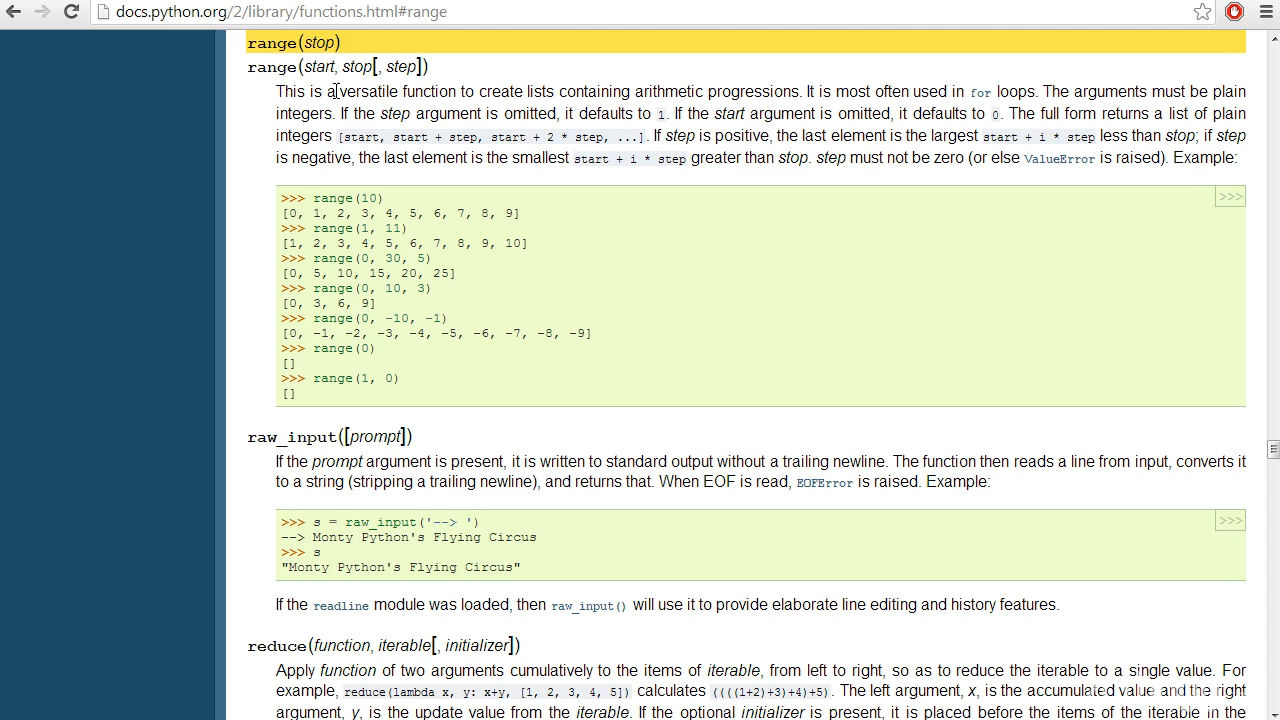 docs.python.org/2/library/functions.html#range
range(stop)
range(start, stop[, step])
This is a versatile function to create lists containing arithmetic progressions. It is most often used in for loops. The arguments must be plain
integers. If the step argument is omitted, it defaults to 1. If the start argument is omitted, it defaults to 0. The full form returns a list of plain
integers [start, start + step, start + 2 * step, ...]. If step is positive, the last element is the largest start + i * step less than stop; if step
is negative, the last element is the smallest start + i * step greater than stop. step must not be zero (or else ValueError is raised). Example:
>>> range(10) >>>
[0, 1, 2, 3, 4, 5, 6, 7, 8, 9]
>>> range(1, 11)
[1, 2, 3, 4, 5, 6, 7, 8, 9, 10]
>>> range(0, 30, 5)
[0, 5, 10, 15, 20, 25]
>>> range(0, 10, 3)
[0, 3, 6, 9]
>>> range(0, -10, -1)
[0, -1, -2, -3, -4, -5, -6, -7, -8, -9]
>>> range(0)
[]
>>> range(1, 0)
[]
raw_input([prompt])
If the prompt argument is present, it is written to standard output without a trailing newline. The function then reads a line from input, converts it
to a string (stripping a trailing newline), and returns that. When EOF is read, EOFError is raised. Example:
>>> s = raw_input('--> ') >>>
--> Monty Python's Flying Circus
>>> s
"Monty Python's Flying Circus"
If the readline module was loaded, then raw_input() will use it to provide elaborate line editing and history features.
reduce(function, iterable[, initializer])
Apply function of two arguments cumulatively to the items of iterable, from left to right, so as to reduce the iterable to a single value. For
example, reduce(lambda x, y: x+y, [1, 2, 3, 4, 5]) calculates ((((1+2)+3)+4)+5). The left argument, x, is the accumulated value and the right
argument, y, is the update value from the iterable. If the optional initializer is present, it is placed before the items of the iterable in the